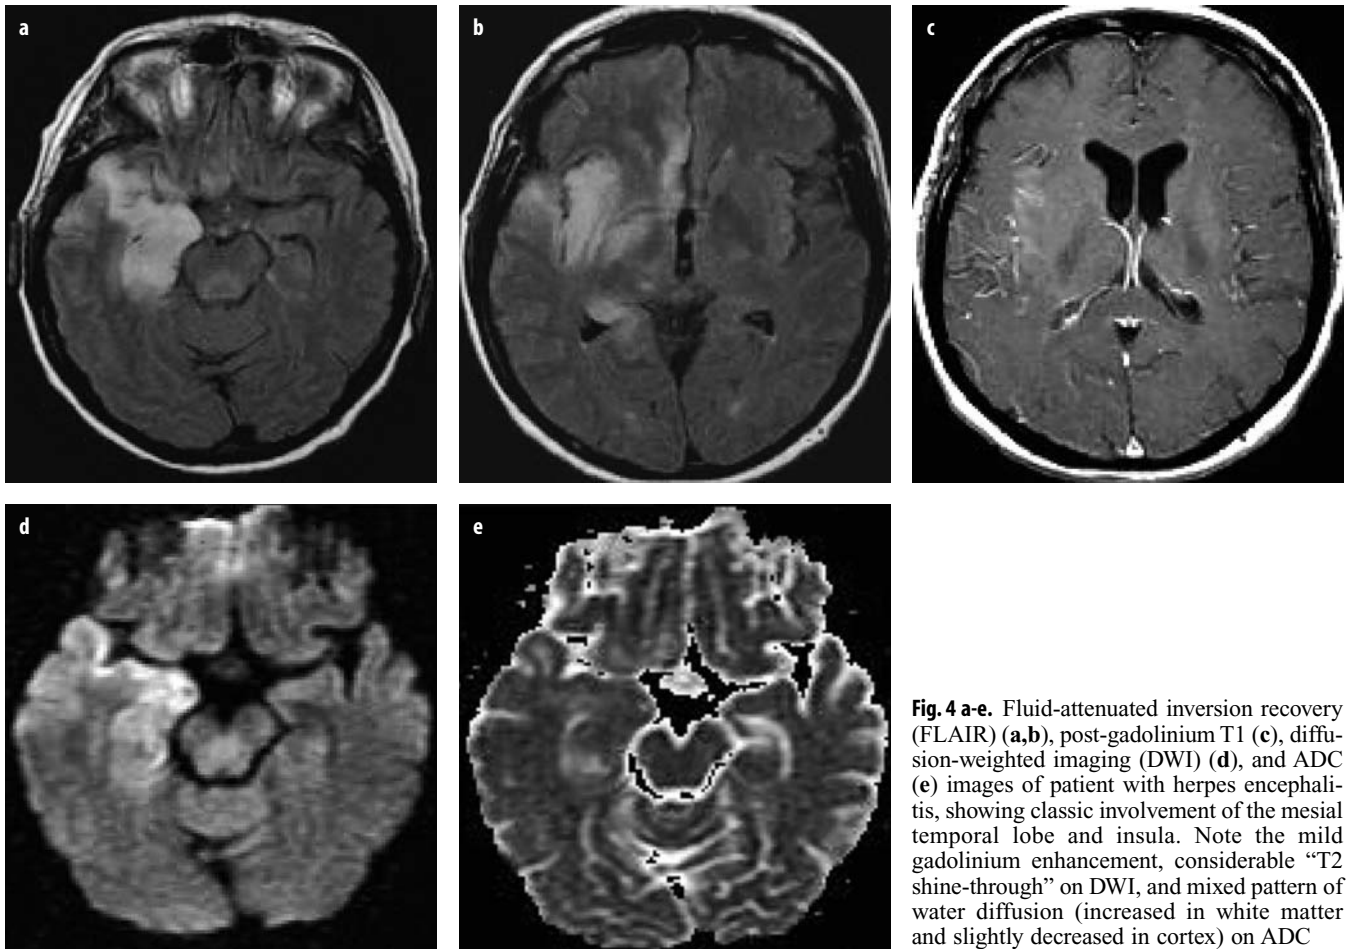 a
b
c
d
e
Fig. 4 a-e. Fluid-attenuated inversion recovery
(FLAIR) (a,b), post-gadolinium T1 (c), diffu-
sion-weighted imaging (DWI) (d), and ADC
(e) images of patient with herpes encephali-
tis, showing classic involvement of the mesial
temporal lobe and insula. Note the mild
gadolinium enhancement, considerable “T2
shine-through” on DWI, and mixed pattern of
water diffusion (increased in white matter
and slightly decreased in cortex) on ADC